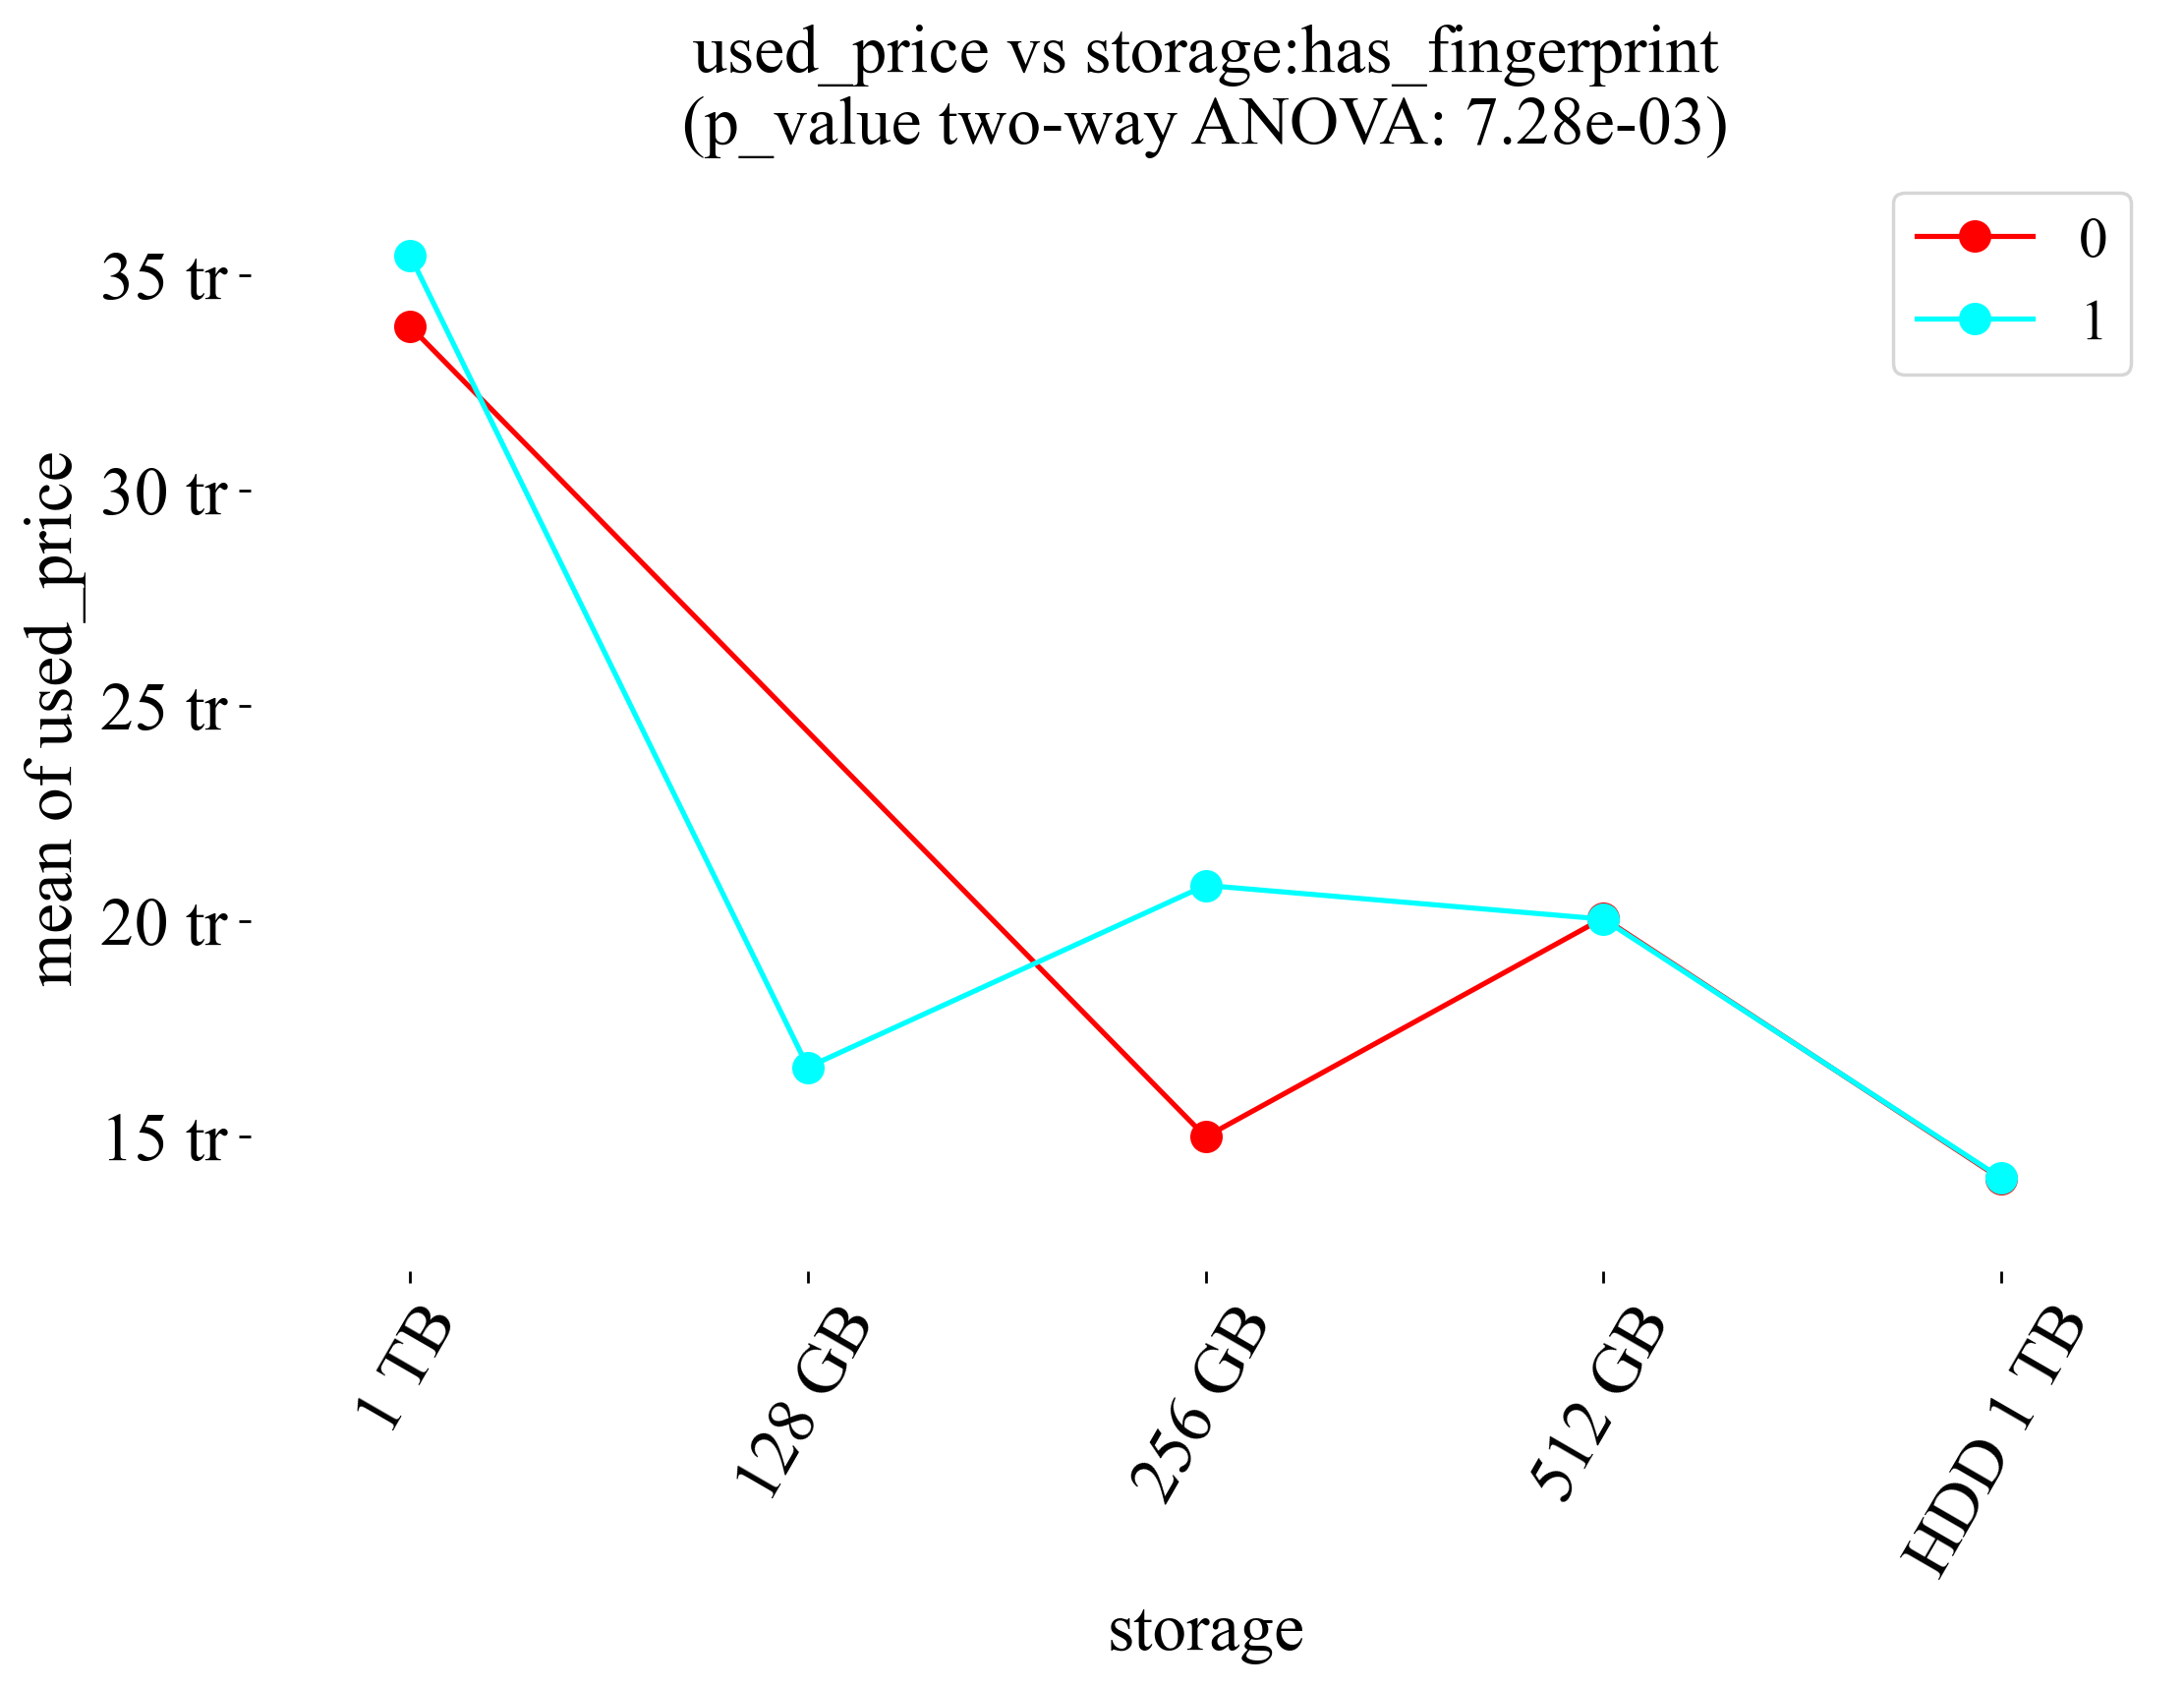 used_price vs storage:has_fingerprint
(p_value two-way ANOVA: 7.28e-03)
0
1
35 tr
30 tr
25 tr
20 tr
15 tr
mean of used_price
1 TB
128 GB
256 GB
512 GB
HDD 1 TB
storage